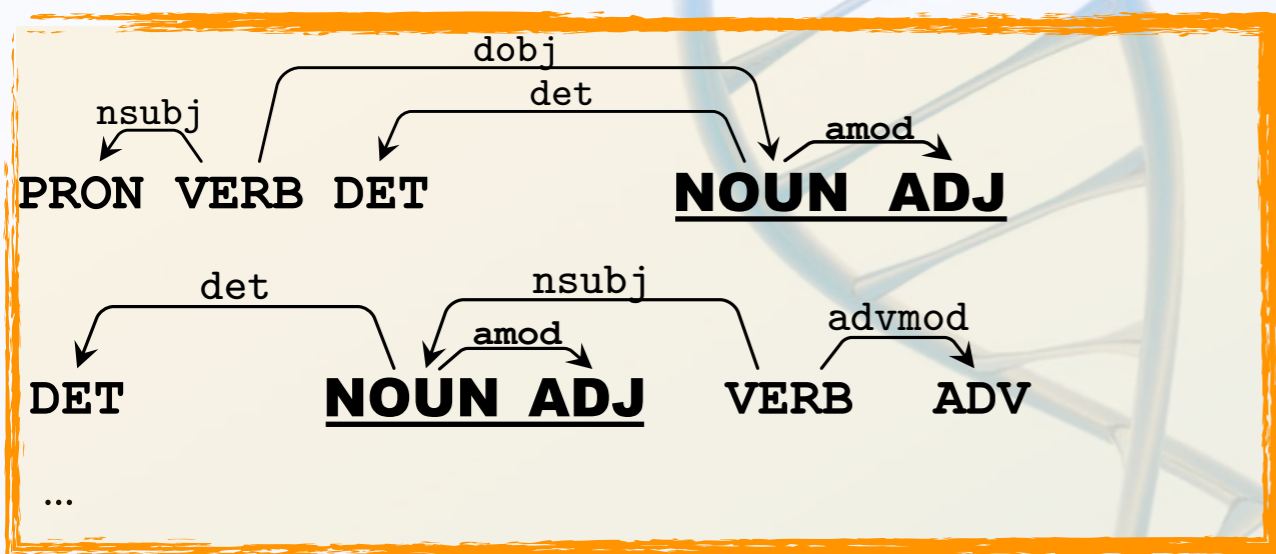 dobj
det
nsubj
amod
PRON VERB DET NOUN ADJ
det nsubj
amod advmod
DET NOUN ADJ VERB ADV
...